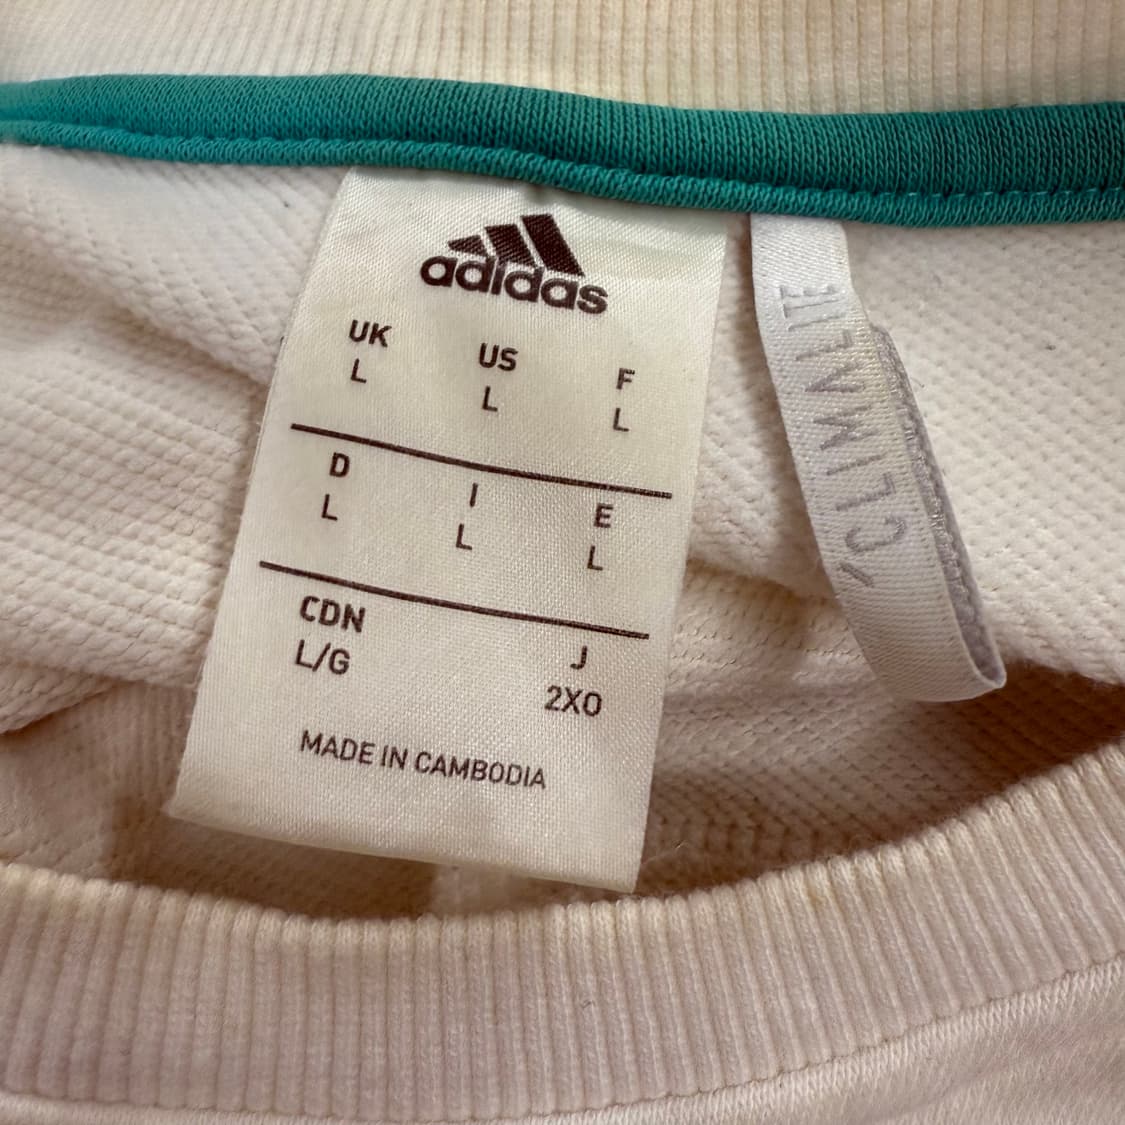 adidas
UK US F
L L L
D I E
L L L
CDN J
L/G 2XO
MADE IN CAMBODIA
CLIMALITE